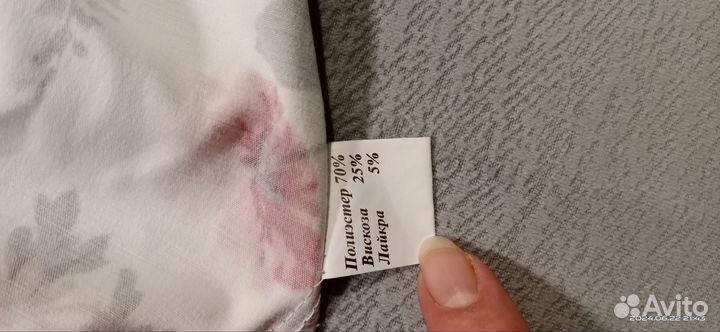 Полиэстер 70%
Вискоза 25%
Лайкра 5%
Avito
2024.06.22 21:43